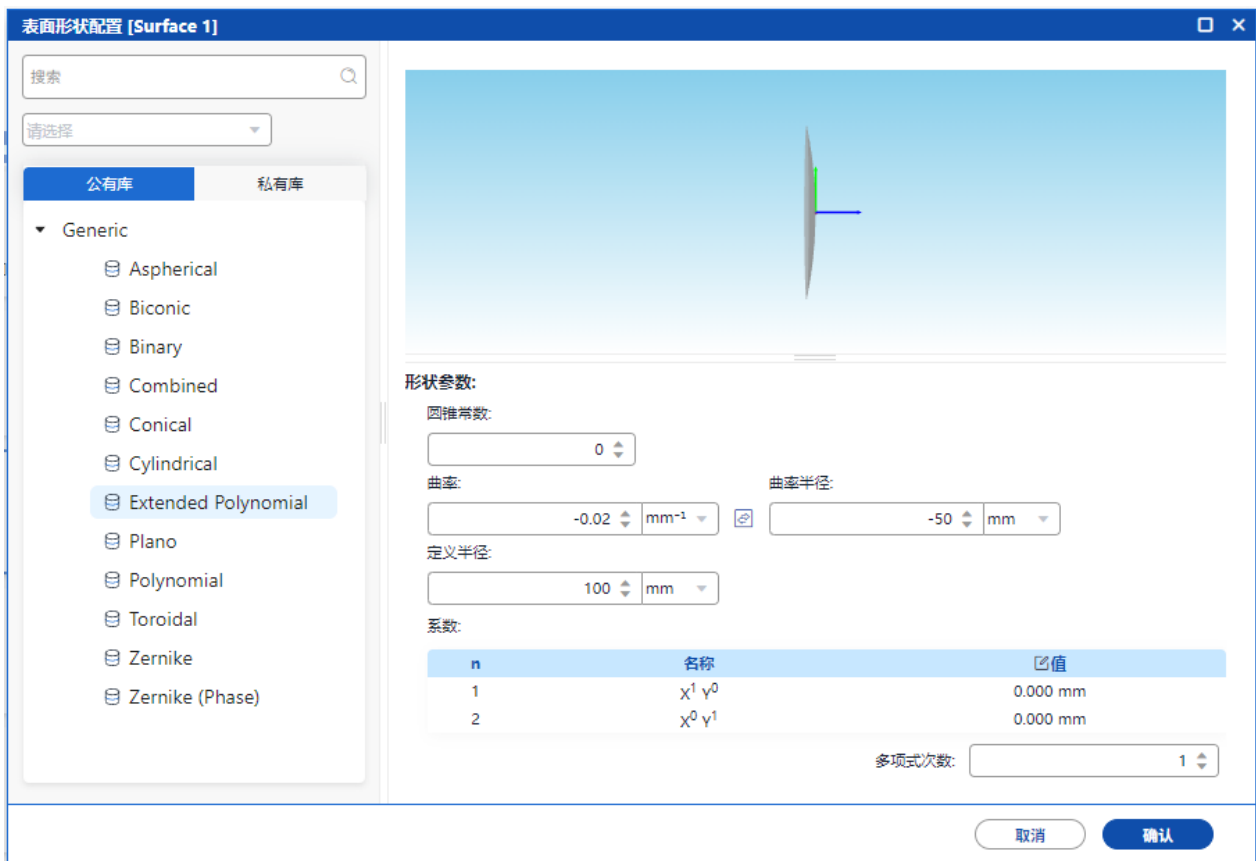 表面形状配置 [Surface 1]
搜索
请选择
公有库 私有库
Generic
Aspherical
Biconic
Binary
Combined
Conical
Cylindrical
Extended Polynomial
Plano
Polynomial
Toroidal
Zernike
Zernike (Phase)
形状参数:
圆锥常数:
0
曲率: 曲率半径:
-0.02 mm⁻¹ -50 mm
定义半径:
100 mm
系数:
n 名称 值
1 X¹ Y⁰ 0.000 mm
2 X⁰ Y¹ 0.000 mm
多项式次数: 1
取消 确认